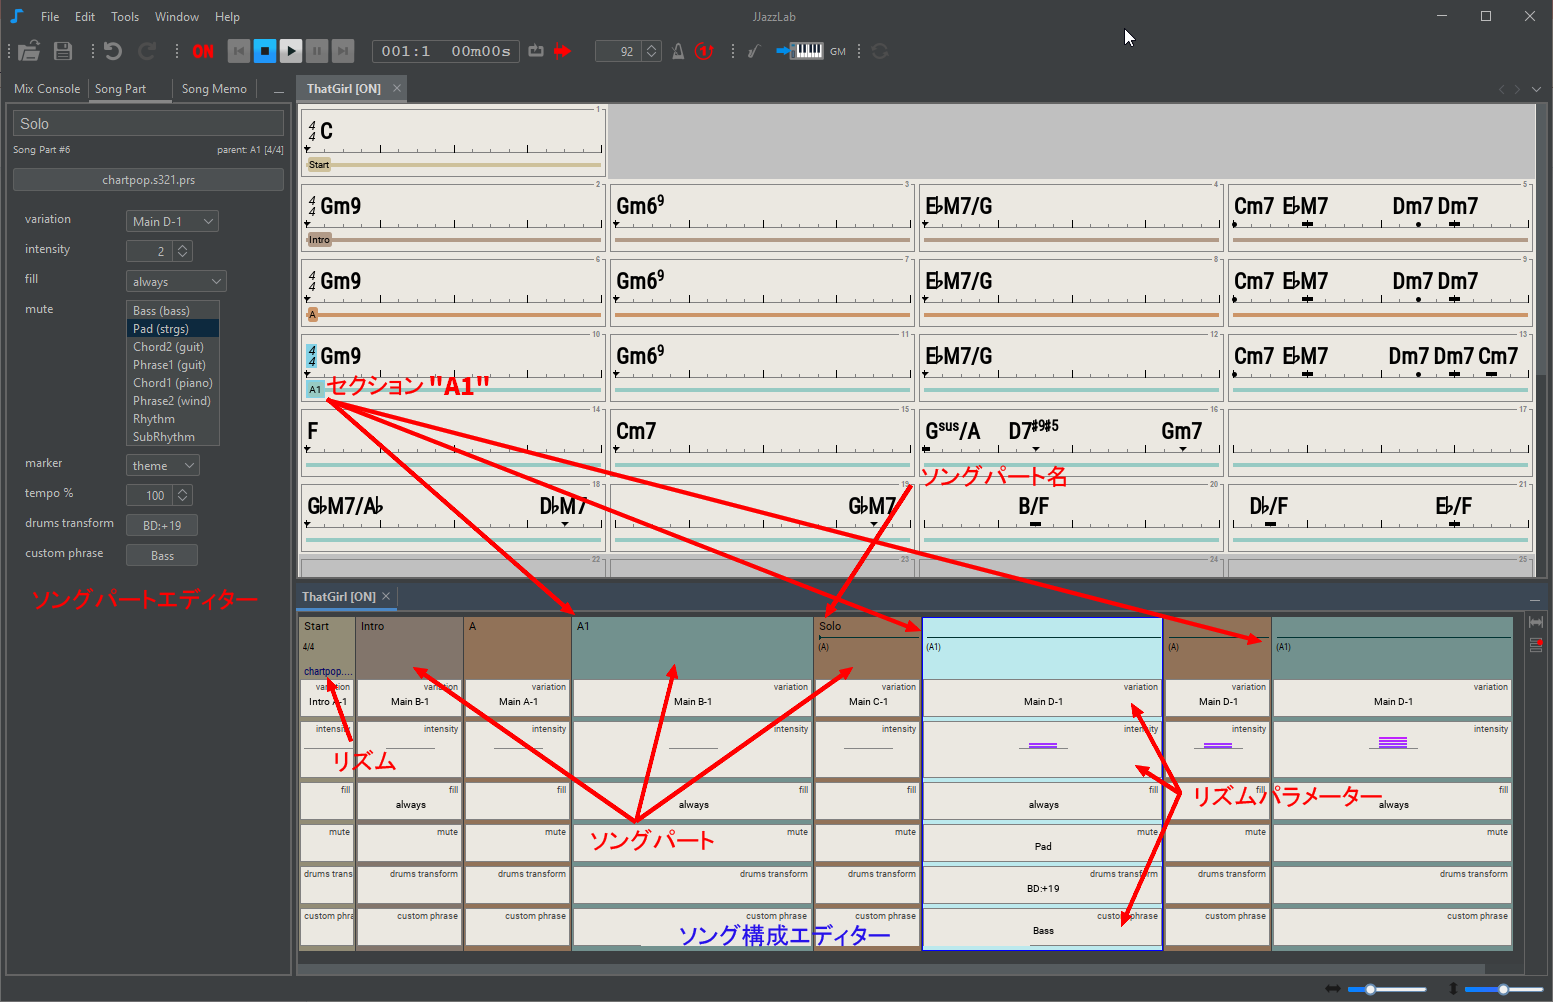 File Edit Tools Window Help
JJazzLab
ON
001:1 00m00s
92
GM
Mix Console
Song Part
Song Memo
ThatGirl [ON]
Solo
Song Part #6
parent: A1 [4/4]
chartpop.s321.prs
variation
Main D-1
intensity
2
fill
always
mute
Bass (bass)
Pad (strgs)
Chord2 (guit)
Phrase1 (guit)
Chord1 (piano)
Phrase2 (wind)
Rhythm
SubRhythm
marker
theme
tempo %
100
drums transform
BD:+19
custom phrase
Bass
ソングパートエディター
1
4/4 C
Start
2 3 4 5
4/4 Gm9 Gm6⁹ E♭M7/G Cm7 E♭M7 Dm7 Dm7
Intro
6 7 8 9
4/4 Gm9 Gm6⁹ E♭M7/G Cm7 E♭M7 Dm7 Dm7
A
10 11 12 13
4/4 Gm9 Gm6⁹ E♭M7/G Cm7 E♭M7 Dm7 Dm7 Cm7
A1 セクション "A1"
14 15 16 17
F Cm7 Gsus/A D7♯9♯5 Gm7
ソングパート名
18 19 20 21
G♭M7/A♭ D♭M7 G♭M7 B/F D♭/F E♭/F
22 23 24 25
ThatGirl [ON]
Start Intro A A1 Solo
4/4 (A) (A1) (A) (A1)
chartpop....
variation variation variation variation variation variation variation variation
Intro A-1 Main B-1 Main A-1 Main B-1 Main C-1 Main D-1 Main D-1 Main D-1
intensity intensity intensity intensity intensity intensity intensity intensity
リズム
fill fill fill fill fill fill fill fill
リズムパラメーター
always always always always
mute mute mute mute mute mute mute mute
ソングパート
Pad
drums trans drums transform drums transform drums transform drums transform drums transform drums transform drums transform
BD:+19
custom phra custom phrase custom phrase custom phrase custom phrase custom phrase custom phrase custom phrase
Bass
ソング構成エディター